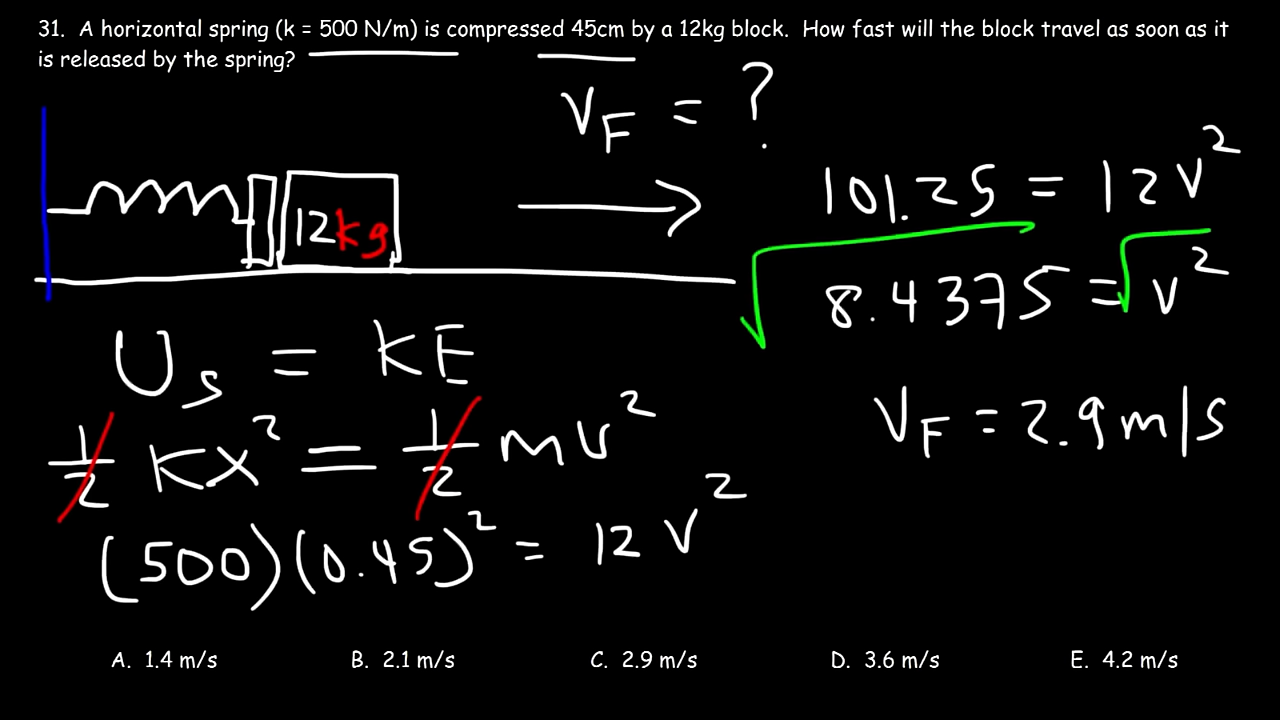 31. A horizontal spring (k = 500 N/m) is compressed 45cm by a 12kg block. How fast will the block travel as soon as it
is released by the spring?
VF = ?
12kg
Us = KE
1/2 Kx² = 1/2 mv²
(500)(0.45)² = 12 v²
101.25 = 12v²
√8.4375 = √v²
VF = 2.9 m/s
A. 1.4 m/s B. 2.1 m/s C. 2.9 m/s D. 3.6 m/s E. 4.2 m/s